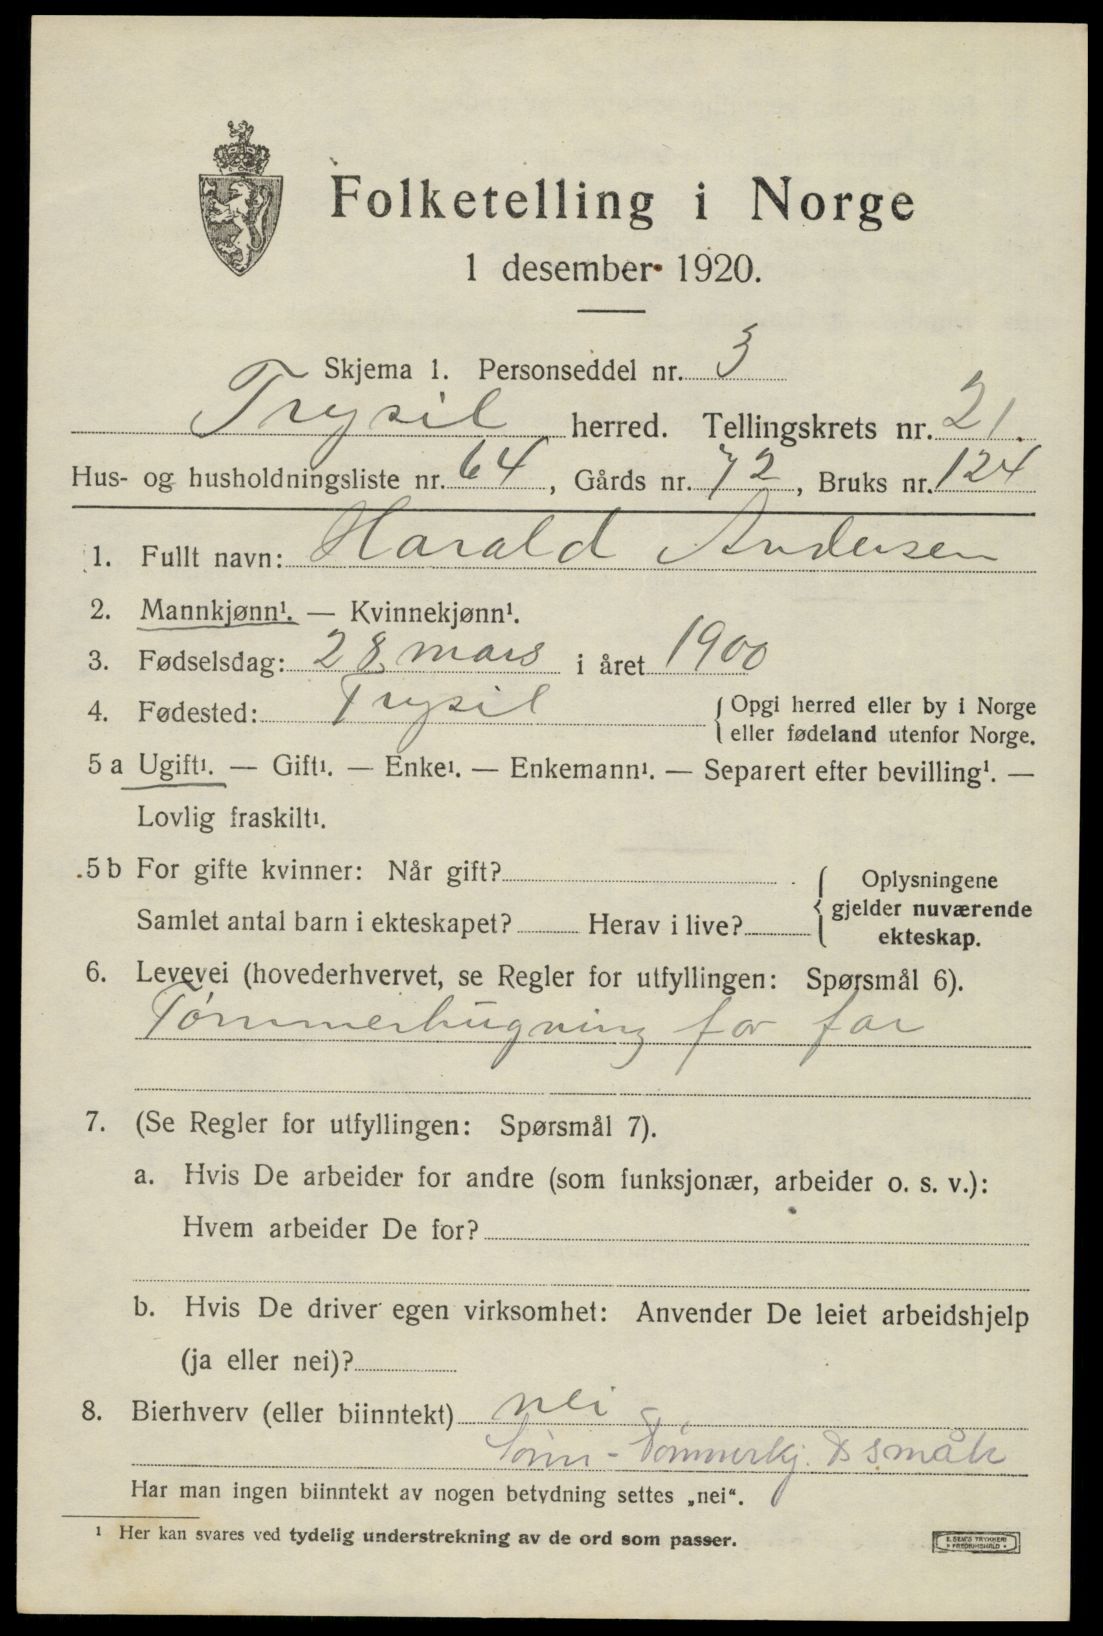 Folketelling i Norge
1 desember 1920.
Skjema 1. Personseddel nr. 3
Trysil herred. Tellingskrets nr. 21.
Hus- og husholdningsliste nr. 64, Gårds nr. 72, Bruks nr. 124
1. Fullt navn: Harald Andersen
2. Mannkjønn¹. — Kvinnekjønn¹.
3. Fødselsdag: 28 mars i året 1900
4. Fødested: Trysil { Opgi herred eller by i Norge
eller fødeland utenfor Norge.
5 a Ugift¹. — Gift¹. — Enke¹. — Enkemann¹. — Separert efter bevilling¹. —
Lovlig fraskilt¹.
5 b For gifte kvinner: Når gift?
Samlet antal barn i ekteskapet? Herav i live?
{ Oplysningene
gjelder nuværende
ekteskap.
6. Levevei (hovederhvervet, se Regler for utfyllingen: Spørsmål 6).
Tømmerhugning for far
7. (Se Regler for utfyllingen: Spørsmål 7).
a. Hvis De arbeider for andre (som funksjonær, arbeider o. s. v.):
Hvem arbeider De for?
b. Hvis De driver egen virksomhet: Anvender De leiet arbeidshjelp
(ja eller nei)?
8. Bierhverv (eller biinntekt) nei
Sønn - Tømmerkj. & småbr
Har man ingen biinntekt av nogen betydning settes „nei“.
¹ Her kan svares ved tydelig understrekning av de ord som passer.
E. SEM'S TRYKKERI
FREDRIKSHALD